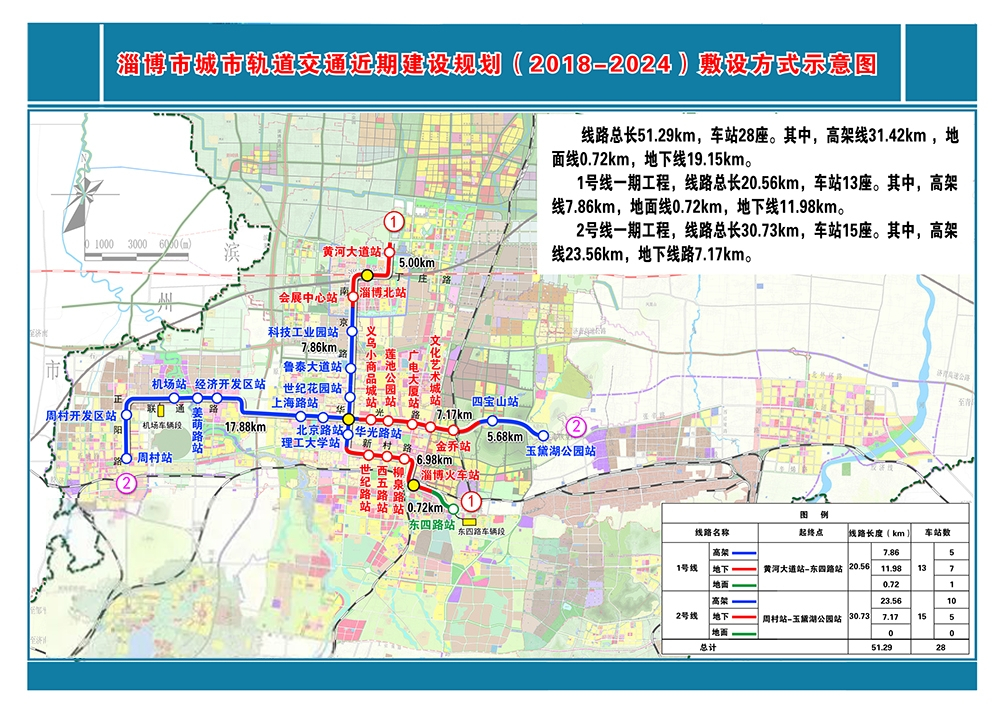 淄博市城市轨道交通近期建设规划（2018-2024）敷设方式示意图
线路总长51.29km，车站28座。其中，高架线31.42km ，地
面线0.72km，地下线19.15km。
1号线一期工程，线路总长20.56km，车站13座。其中，高架
线7.86km，地面线0.72km，地下线11.98km。
2号线一期工程，线路总长30.73km，车站15座。其中，高架
线23.56km，地下线路7.17km。
0 1000 3000 6000(m)
滨
州
市
1
黄河大道站
5.00km
丁庄路
淄博北站
会展中心站
南京路
科技工业园站
7.86km
鲁泰大道站
世纪花园站
上海路站
义乌小商品城站
莲池公园站
广电大厦站
文化艺术城站
机场站
经济开发区站
正阳路
联通路
周村开发区站
机场车辆段
姜萌路站
17.88km
周村站
2
北京路站
理工大学站
华光路
华光路站
7.17km
金乔站
四宝山站
5.68km
2
玉黛湖公园站
新村路
6.98km
世纪路站
西五路站
柳泉路站
淄博火车站
0.72km
1
东四路站
东四路车辆段
图 例
线路名称 起终点 线路长度（km） 车站数
1号线 高架 黄河大道站-东四路站 20.56 7.86 13 5
地下 11.98 7
地面 0.72 1
2号线 高架 周村站-玉黛湖公园站 30.73 23.56 15 10
地下 7.17 5
地面 0 0
总计 51.29 28